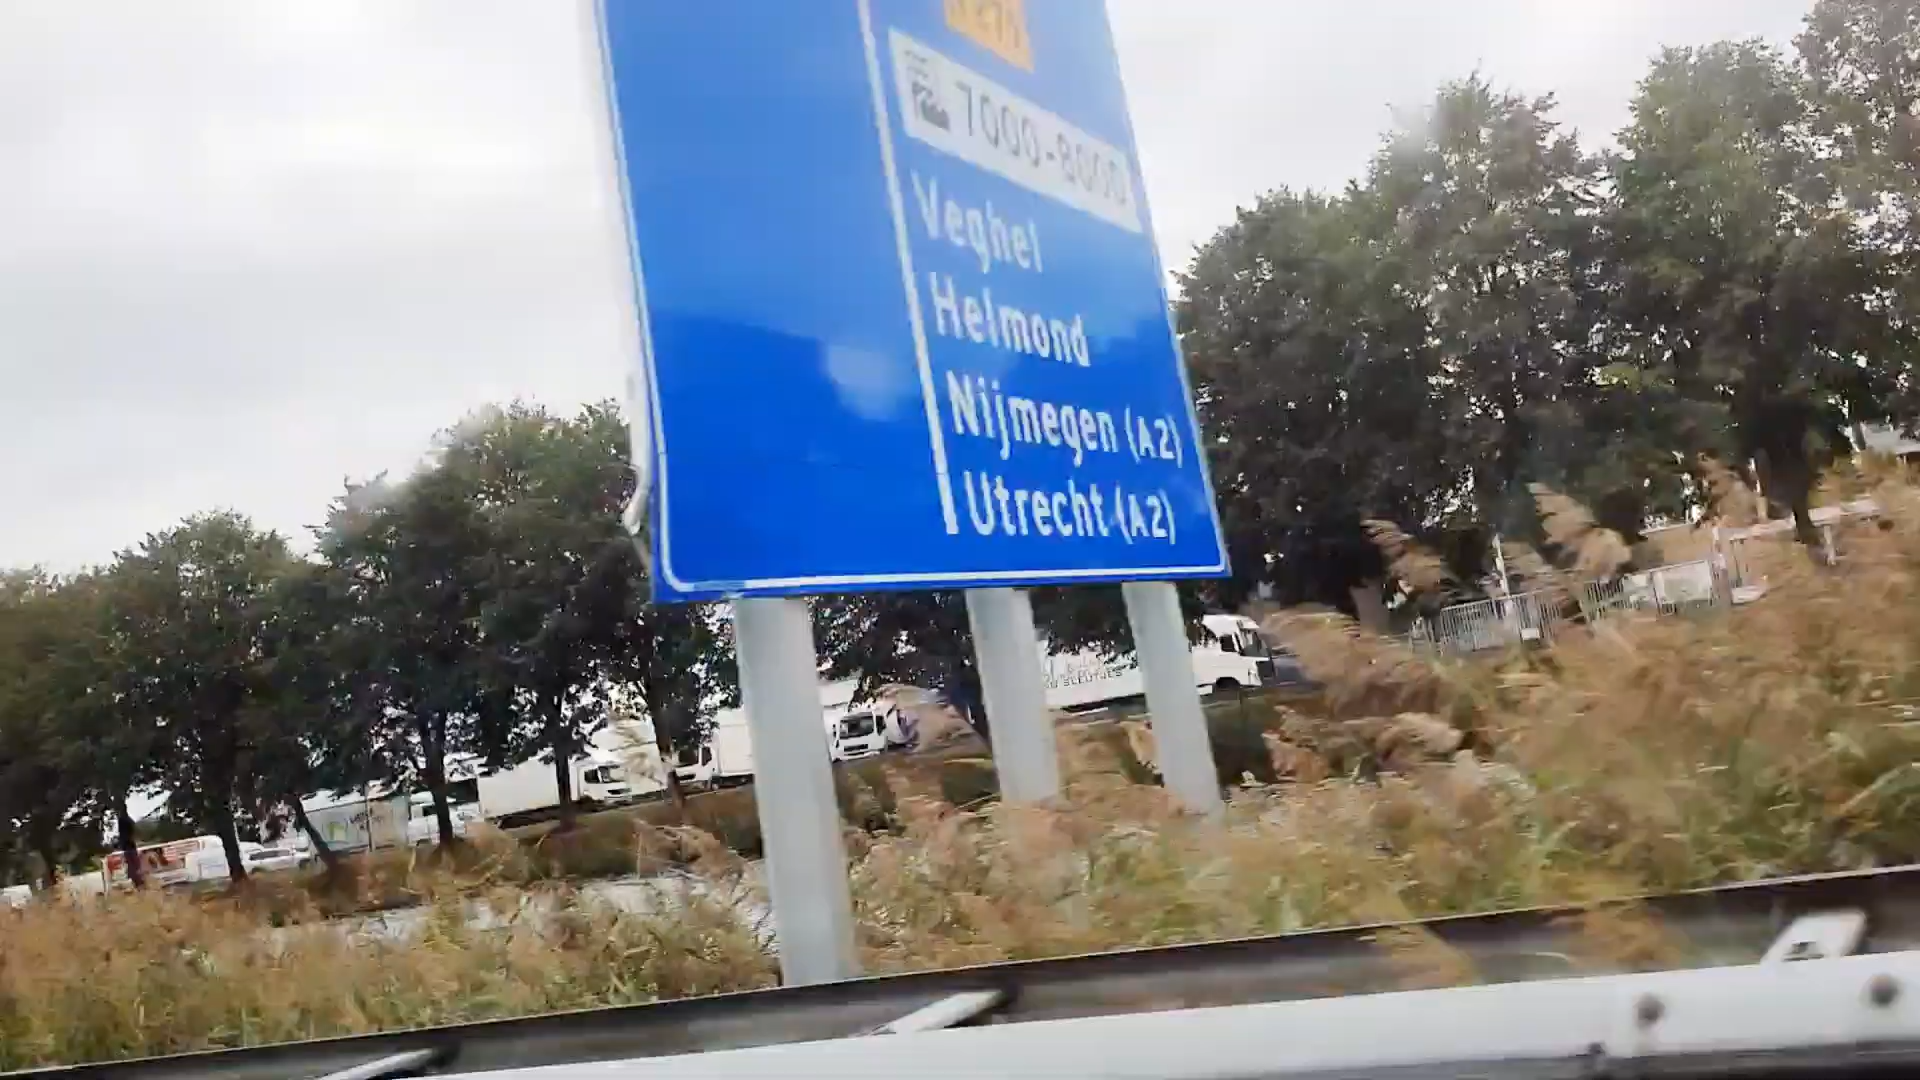 7000-8000
Veghel
Helmond
Nijmegen (A2)
Utrecht (A2)